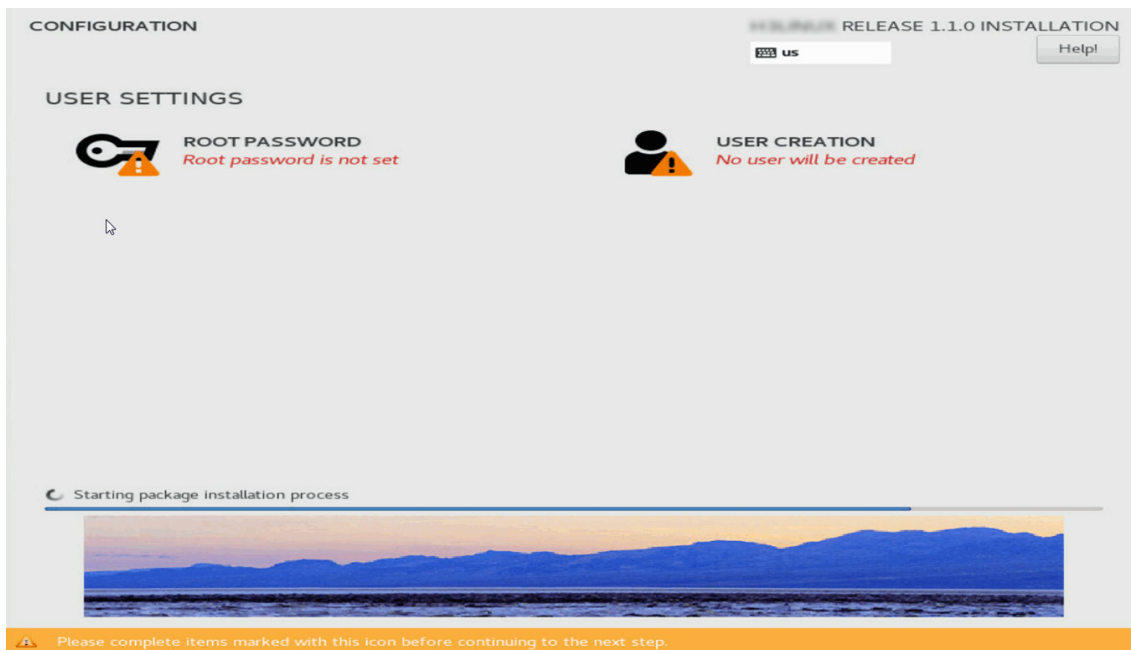 CONFIGURATION
RELEASE 1.1.0 INSTALLATION
us
Help!
USER SETTINGS
ROOT PASSWORD
Root password is not set
USER CREATION
No user will be created
Starting package installation process
Please complete items marked with this icon before continuing to the next step.